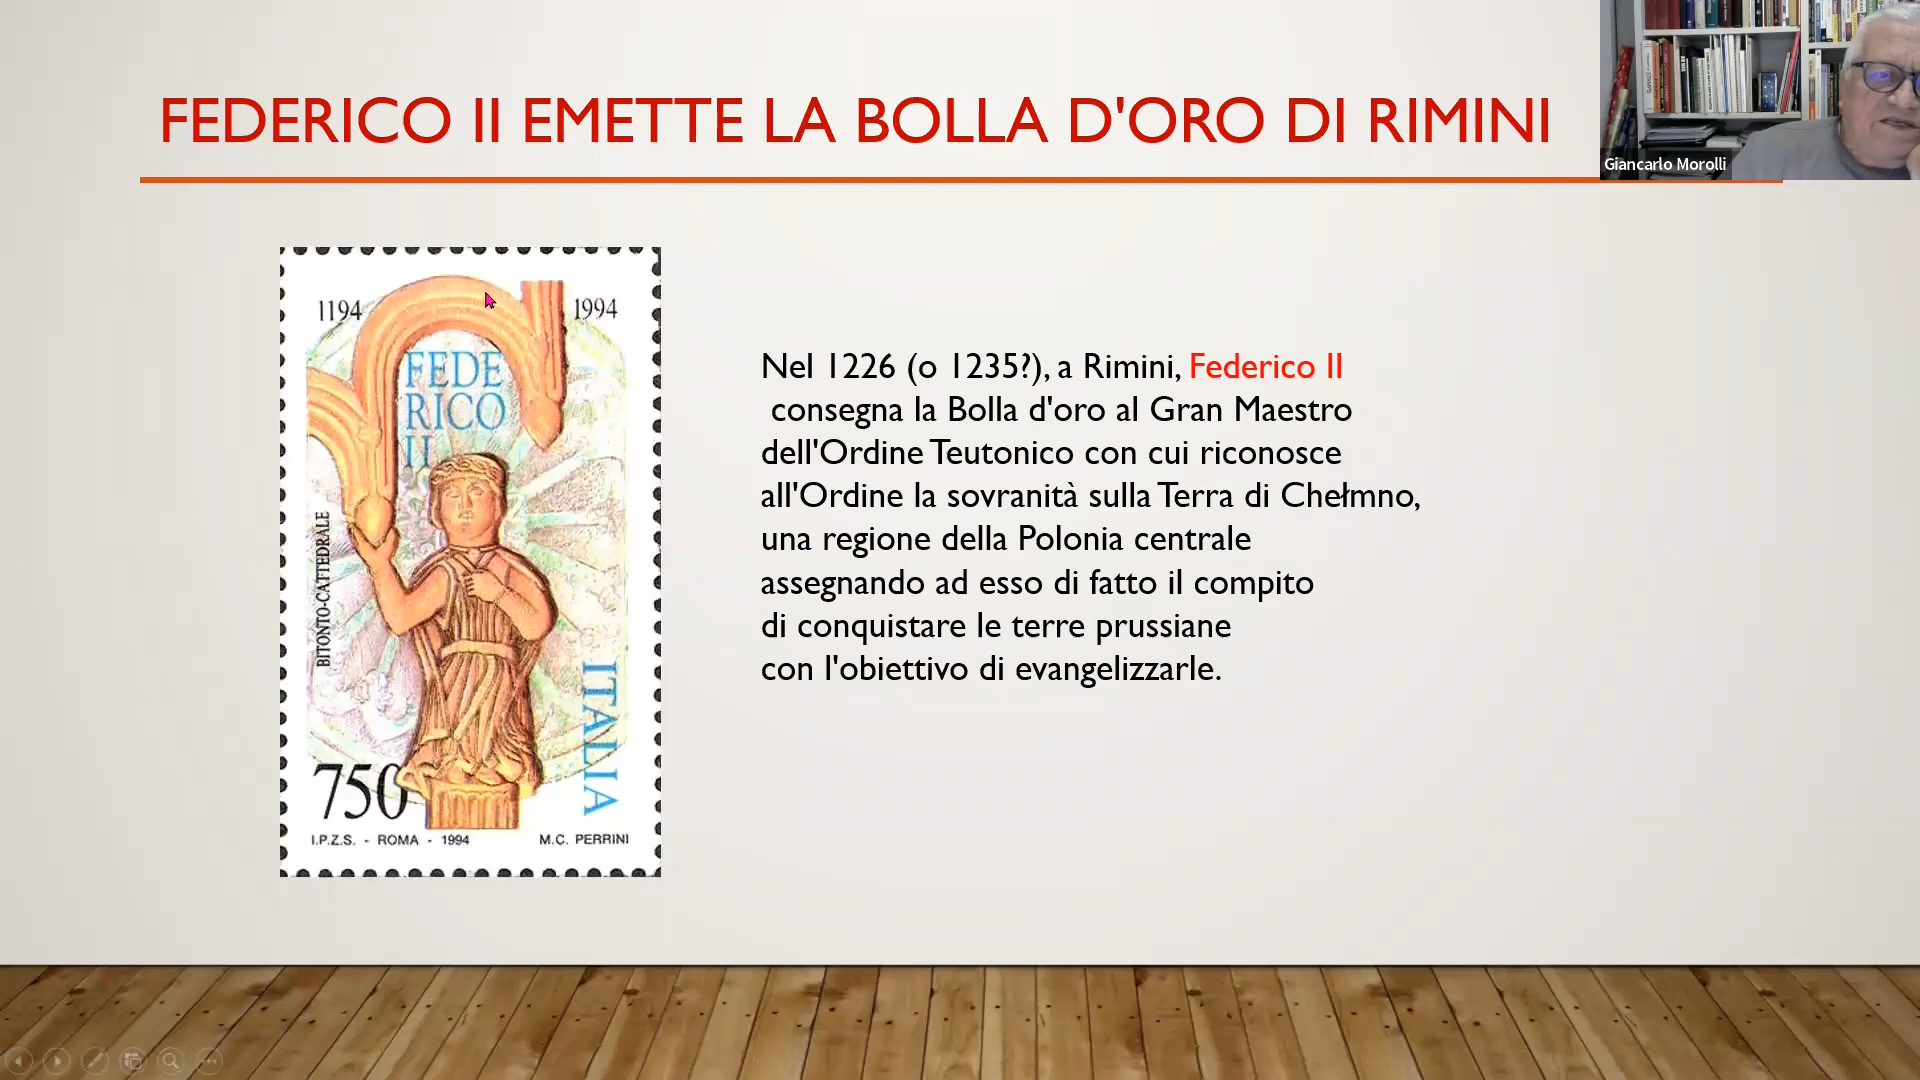 FEDERICO II EMETTE LA BOLLA D'ORO DI RIMINI
Giancarlo Morolli
1194
1994
FEDE
RICO
II
BITONTO-CATTEDRALE
ITALIA
750
I.P.Z.S. - ROMA - 1994
M.C. PERRINI
Nel 1226 (o 1235?), a Rimini, Federico II
consegna la Bolla d'oro al Gran Maestro
dell'Ordine Teutonico con cui riconosce
all'Ordine la sovranità sulla Terra di Chełmno,
una regione della Polonia centrale
assegnando ad esso di fatto il compito
di conquistare le terre prussiane
con l'obiettivo di evangelizzarle.